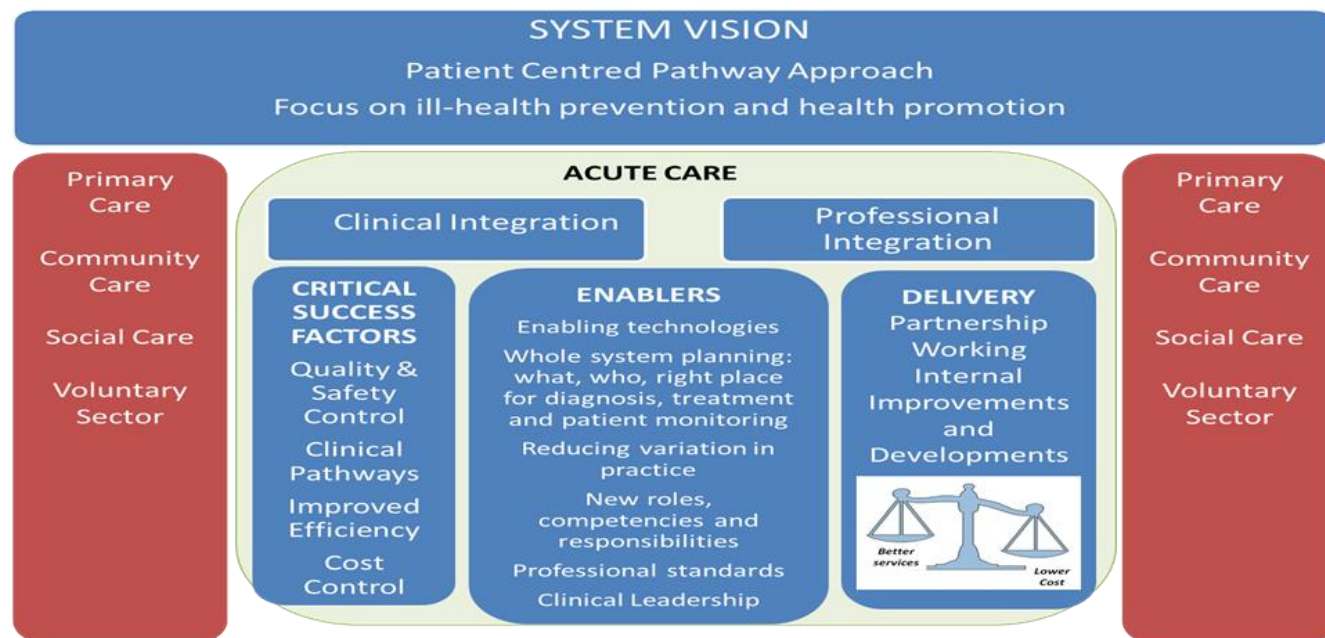 SYSTEM VISION
Patient Centred Pathway Approach
Focus on ill-health prevention and health promotion
Primary
Care
Community
Care
Social Care
Voluntary
Sector
ACUTE CARE
Clinical Integration
Professional
Integration
CRITICAL
SUCCESS
FACTORS
Quality &
Safety
Control
Clinical
Pathways
Improved
Efficiency
Cost
Control
ENABLERS
Enabling technologies
Whole system planning:
what, who, right place
for diagnosis, treatment
and patient monitoring
Reducing variation in
practice
New roles,
competencies and
responsibilities
Professional standards
Clinical Leadership
DELIVERY
Partnership
Working
Internal
Improvements
and
Developments
Better
services
Lower
Cost
Primary
Care
Community
Care
Social Care
Voluntary
Sector